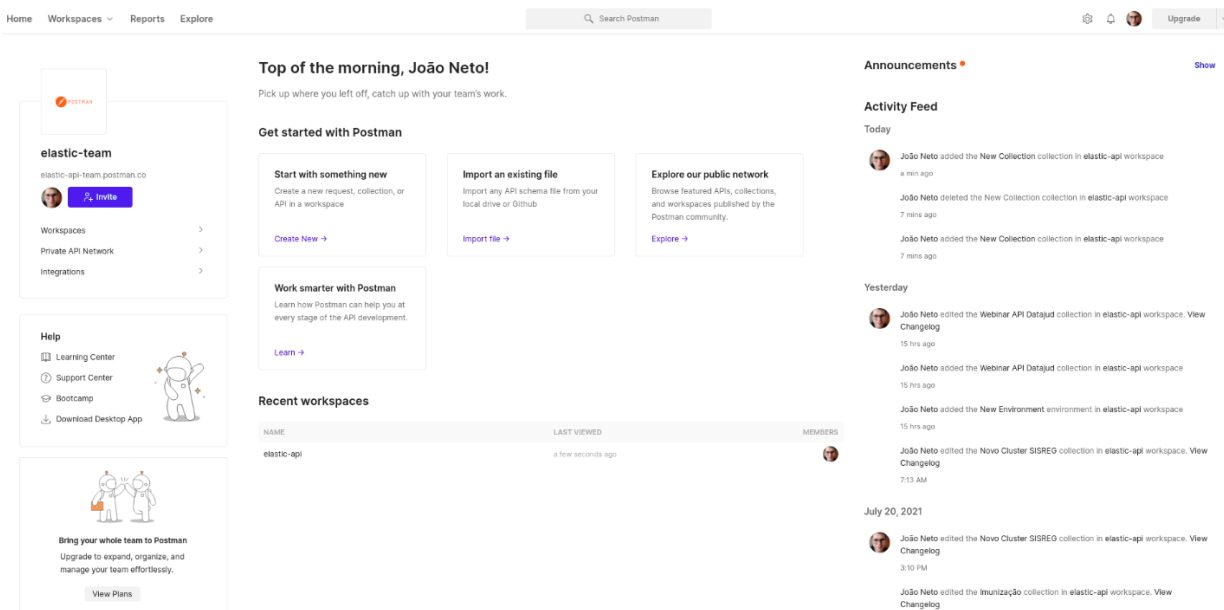 Home Workspaces Reports Explore
Search Postman
Upgrade
POSTMAN
elastic-team
elastic-api-team.postman.co
Invite
Workspaces
Private API Network
Integrations
Help
Learning Center
Support Center
Bootcamp
Download Desktop App
Bring your whole team to Postman
Upgrade to expand, organize, and
manage your team effortlessly.
View Plans
Top of the morning, João Neto!
Pick up where you left off, catch up with your team's work.
Get started with Postman
Start with something new
Create a new request, collection, or
API in a workspace
Create New →
Import an existing file
Import any API schema file from your
local drive or Github
Import file →
Explore our public network
Browse featured APIs, collections,
and workspaces published by the
Postman community.
Explore →
Work smarter with Postman
Learn how Postman can help you at
every stage of the API development.
Learn →
Recent workspaces
NAME LAST VIEWED MEMBERS
elastic-api a few seconds ago
Announcements
Show
Activity Feed
Today
João Neto added the New Collection collection in elastic-api workspace
a min ago
João Neto deleted the New Collection collection in elastic-api workspace
7 mins ago
João Neto added the New Collection collection in elastic-api workspace
7 mins ago
Yesterday
João Neto edited the Webinar API Datajud collection in elastic-api workspace. View
Changelog
15 hrs ago
João Neto added the Webinar API Datajud collection in elastic-api workspace
15 hrs ago
João Neto added the New Environment environment in elastic-api workspace
15 hrs ago
João Neto edited the Novo Cluster SISREG collection in elastic-api workspace. View
Changelog
7:13 AM
July 20, 2021
João Neto edited the Novo Cluster SISREG collection in elastic-api workspace. View
Changelog
3:10 PM
João Neto edited the Imunização collection in elastic-api workspace. View
Changelog